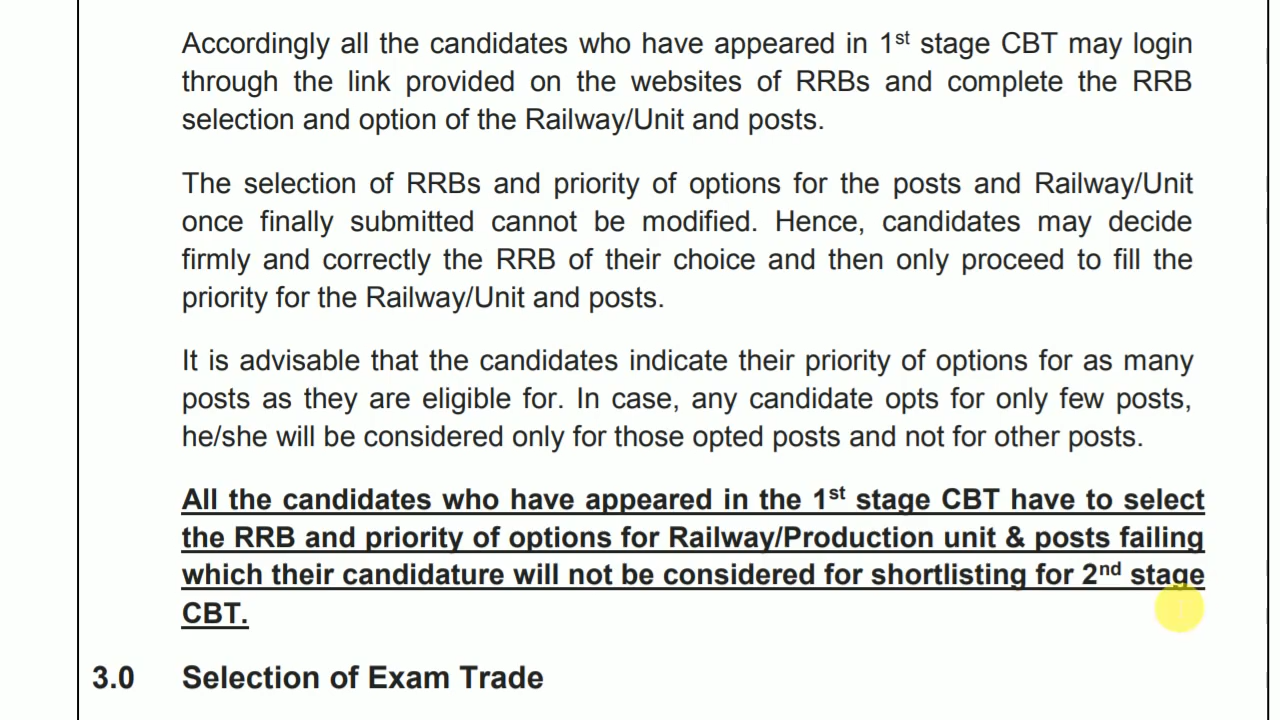 Accordingly all the candidates who have appeared in 1st stage CBT may login
through the link provided on the websites of RRBs and complete the RRB
selection and option of the Railway/Unit and posts.
The selection of RRBs and priority of options for the posts and Railway/Unit
once finally submitted cannot be modified. Hence, candidates may decide
firmly and correctly the RRB of their choice and then only proceed to fill the
priority for the Railway/Unit and posts.
It is advisable that the candidates indicate their priority of options for as many
posts as they are eligible for. In case, any candidate opts for only few posts,
he/she will be considered only for those opted posts and not for other posts.
All the candidates who have appeared in the 1st stage CBT have to select
the RRB and priority of options for Railway/Production unit & posts failing
which their candidature will not be considered for shortlisting for 2nd stage
CBT.
3.0 Selection of Exam Trade